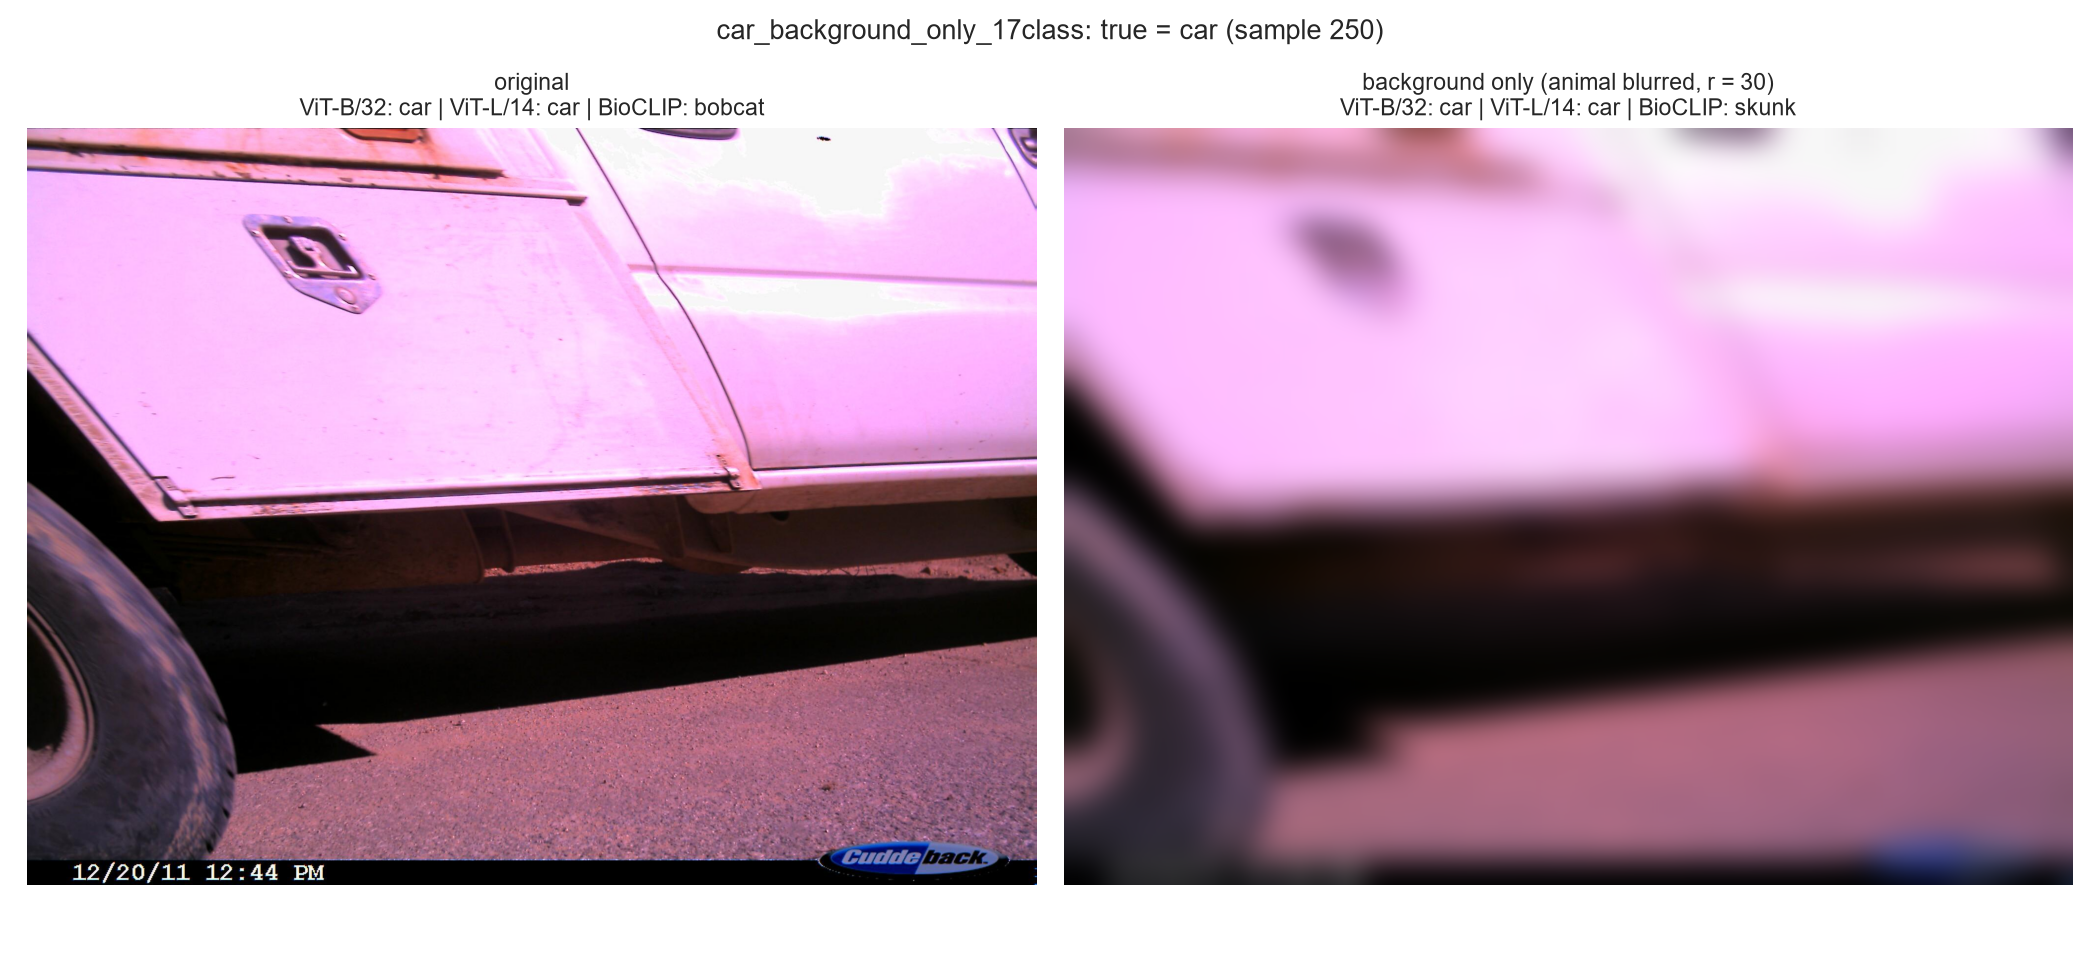 car_background_only_17class: true = car (sample 250)
original
ViT-B/32: car | ViT-L/14: car | BioCLIP: bobcat
background only (animal blurred, r = 30)
ViT-B/32: car | ViT-L/14: car | BioCLIP: skunk
12/20/11 12:44 PM
Cuddeback